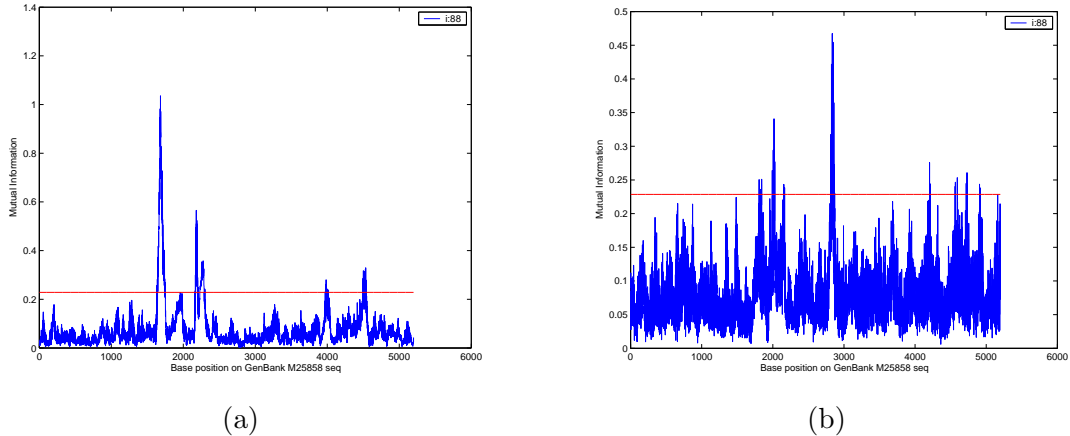 1.4
1.2
1
0.8
0.6
0.4
0.2
0
Mutual Information
i:88
0 1000 2000 3000 4000 5000 6000
Base position on GenBank M25858 seq
(a)
0.5
0.45
0.4
0.35
0.3
0.25
0.2
0.15
0.1
0.05
0
Mutual Information
i:88
0 1000 2000 3000 4000 5000 6000
Base position on GenBank M25858 seq
(b)